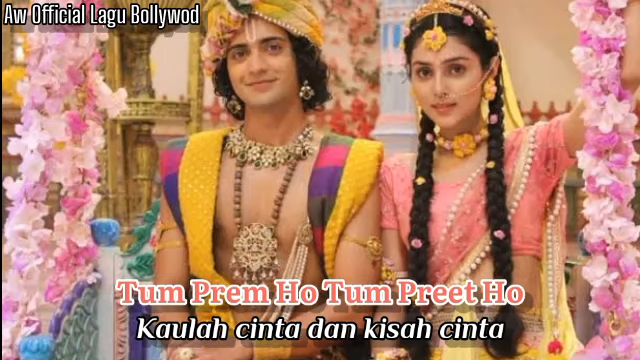 Aw Official Lagu Bollywod
Tum Prem Ho Tum Preet Ho
Kaulah cinta dan kisah cinta